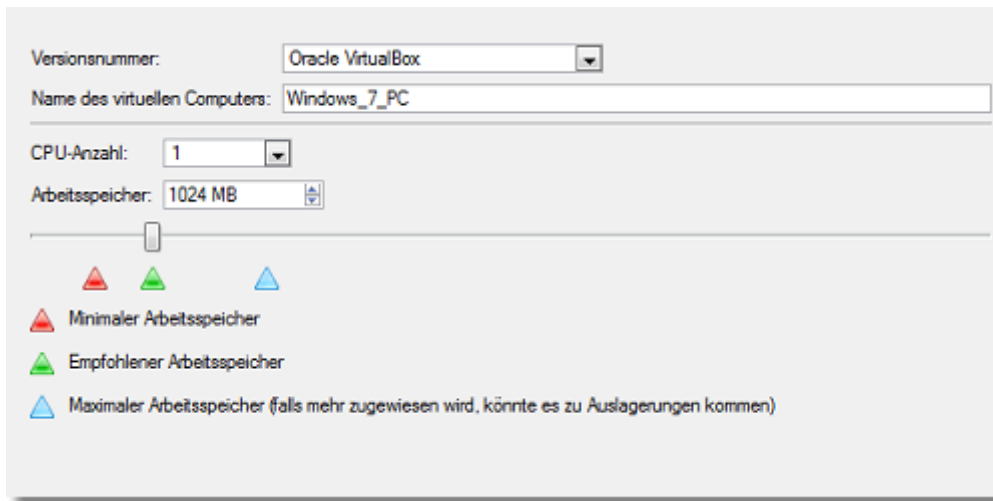 Versionsnummer: Oracle VirtualBox
Name des virtuellen Computers: Windows_7_PC
CPU-Anzahl: 1
Arbeitsspeicher: 1024 MB
Minimaler Arbeitsspeicher
Empfohlener Arbeitsspeicher
Maximaler Arbeitsspeicher (falls mehr zugewiesen wird, könnte es zu Auslagerungen kommen)